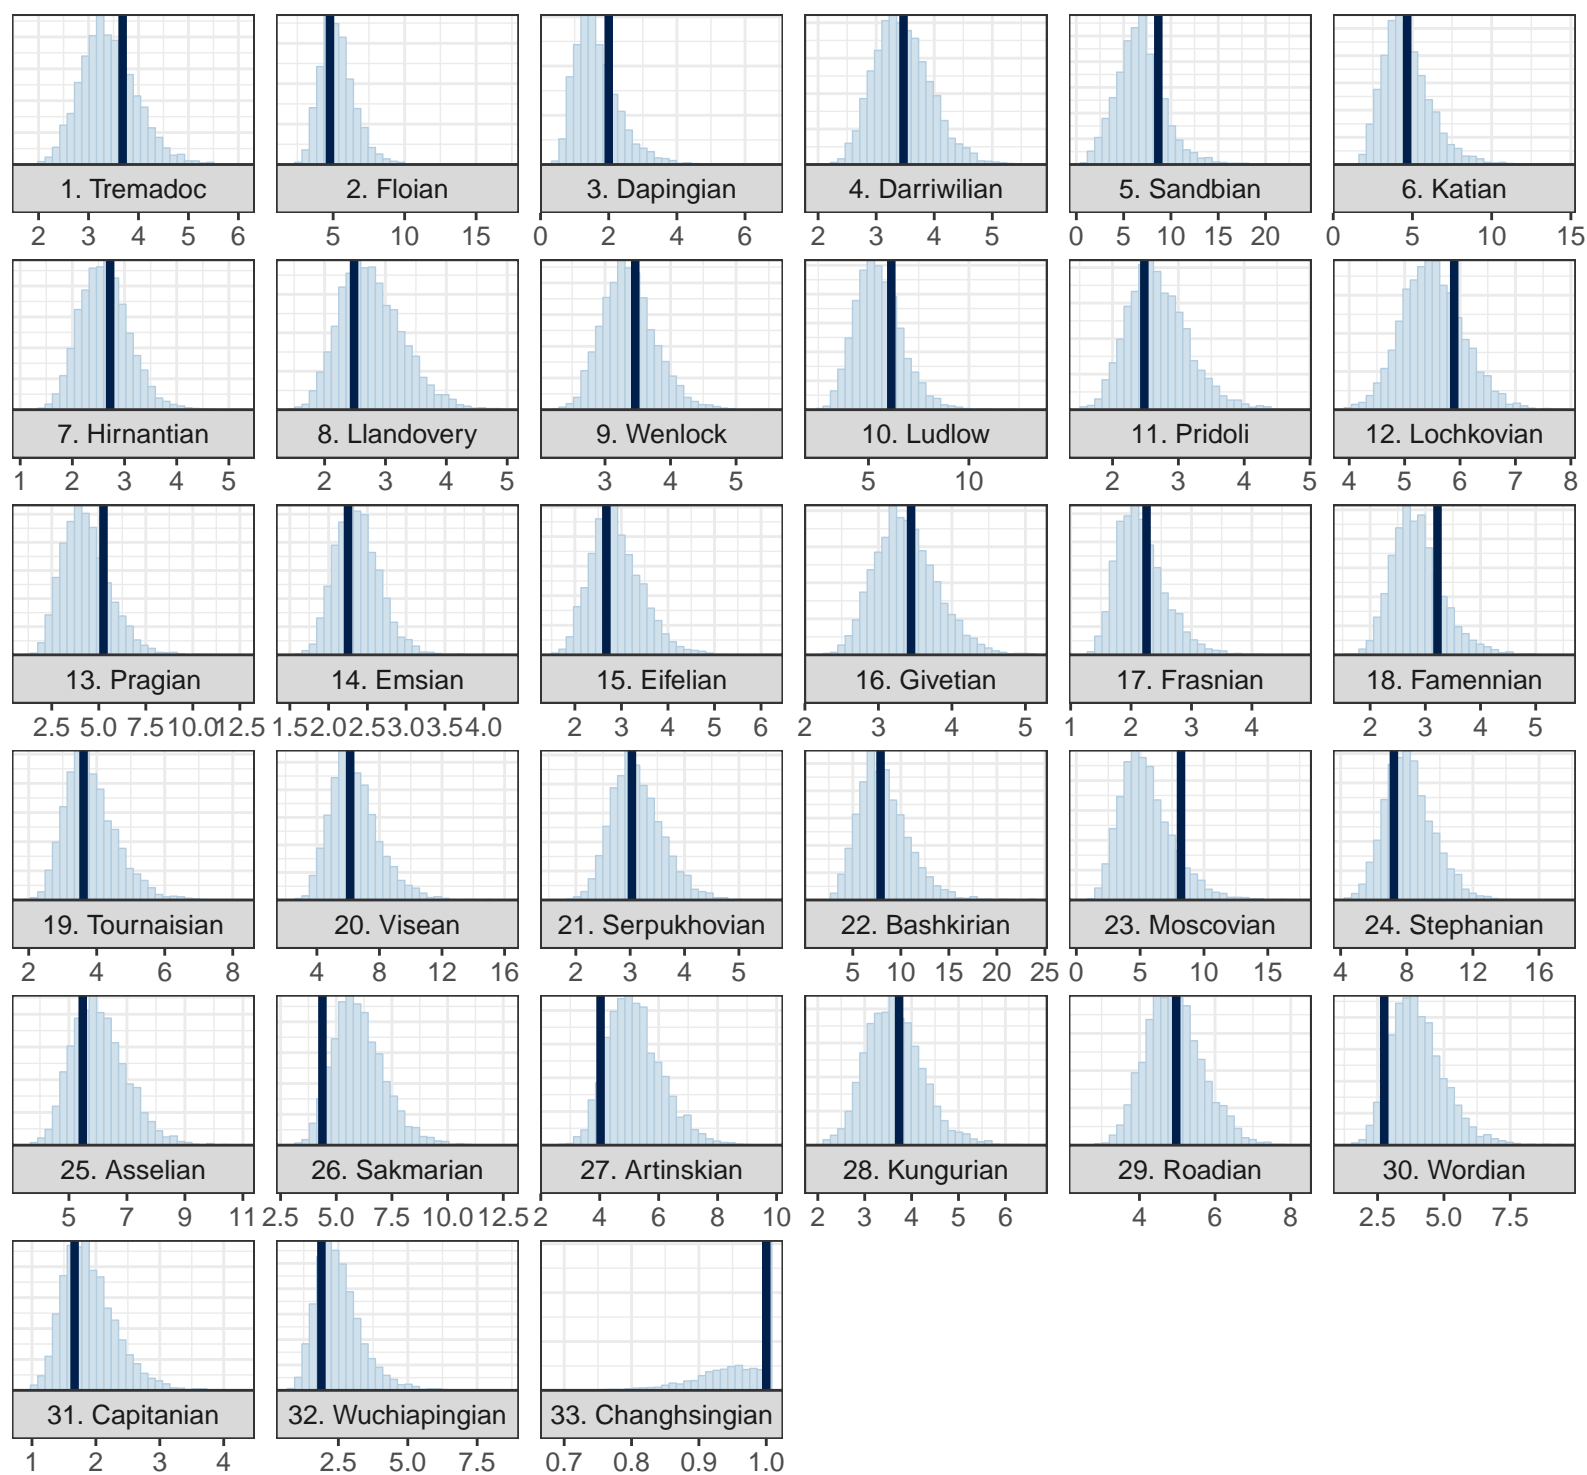 1. Tremadoc 2. Floian 3. Dapingian 4. Darriwilian 5. Sandbian 6. Katian
2 3 4 5 6 5 10 15 0 2 4 6 2 3 4 5 0 5 10 15 20 0 5 10 15
7. Hirnantian 8. Llandovery 9. Wenlock 10. Ludlow 11. Pridoli 12. Lochkovian
1 2 3 4 5 2 3 4 5 3 4 5 5 10 2 3 4 5 4 5 6 7 8
13. Pragian 14. Emsian 15. Eifelian 16. Givetian 17. Frasnian 18. Famennian
2.5 5.0 7.5 10.0 12.5 1.5 2.0 2.5 3.0 3.5 4.0 2 3 4 5 6 2 3 4 5 1 2 3 4 2 3 4 5
19. Tournaisian 20. Visean 21. Serpukhovian 22. Bashkirian 23. Moscovian 24. Stephanian
2 4 6 8 4 8 12 16 2 3 4 5 5 10 15 20 25 0 5 10 15 4 8 12 16
25. Asselian 26. Sakmarian 27. Artinskian 28. Kungurian 29. Roadian 30. Wordian
5 7 9 11 2.5 5.0 7.5 10.0 12.5 2 4 6 8 10 2 3 4 5 6 4 6 8 2.5 5.0 7.5
31. Capitanian 32. Wuchiapingian 33. Changhsingian
1 2 3 4 2.5 5.0 7.5 0.7 0.8 0.9 1.0